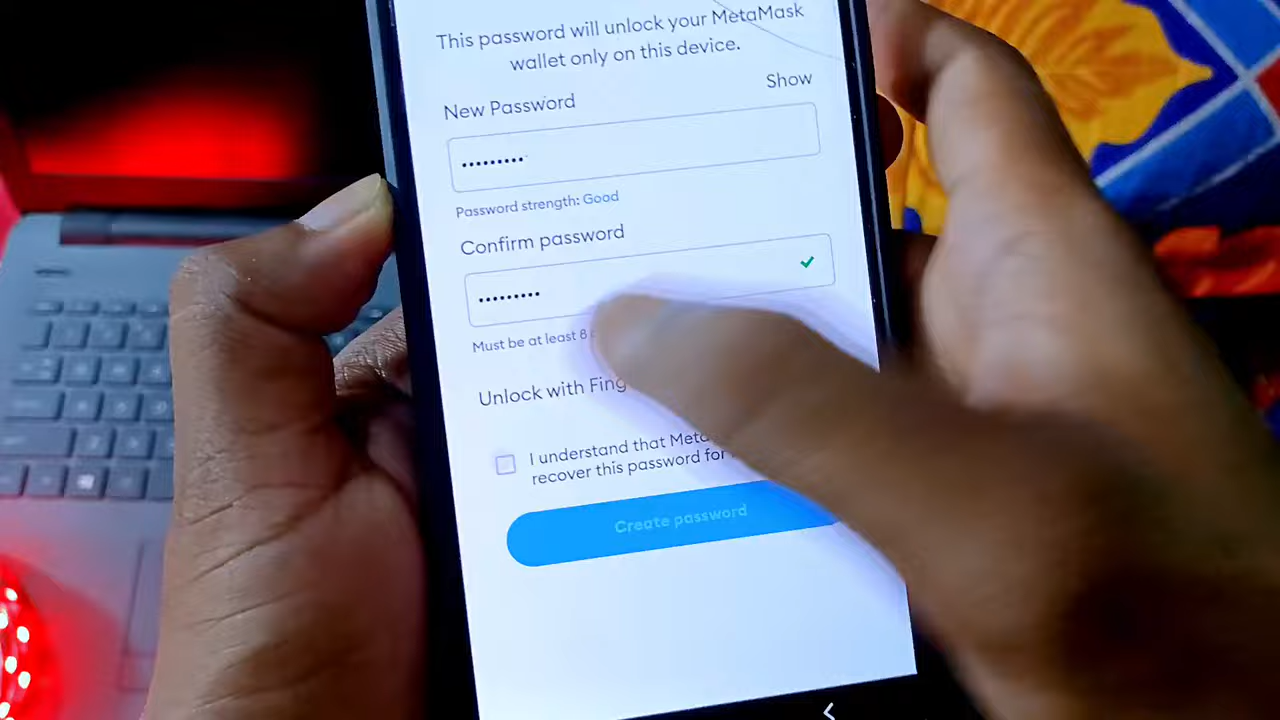 This password will unlock your MetaMask
wallet only on this device.
Show
New Password
•••••••••
Password strength: Good
Confirm password
•••••••••
Must be at least 8
Unlock with Fing
I understand that Meta
recover this password for
Create password